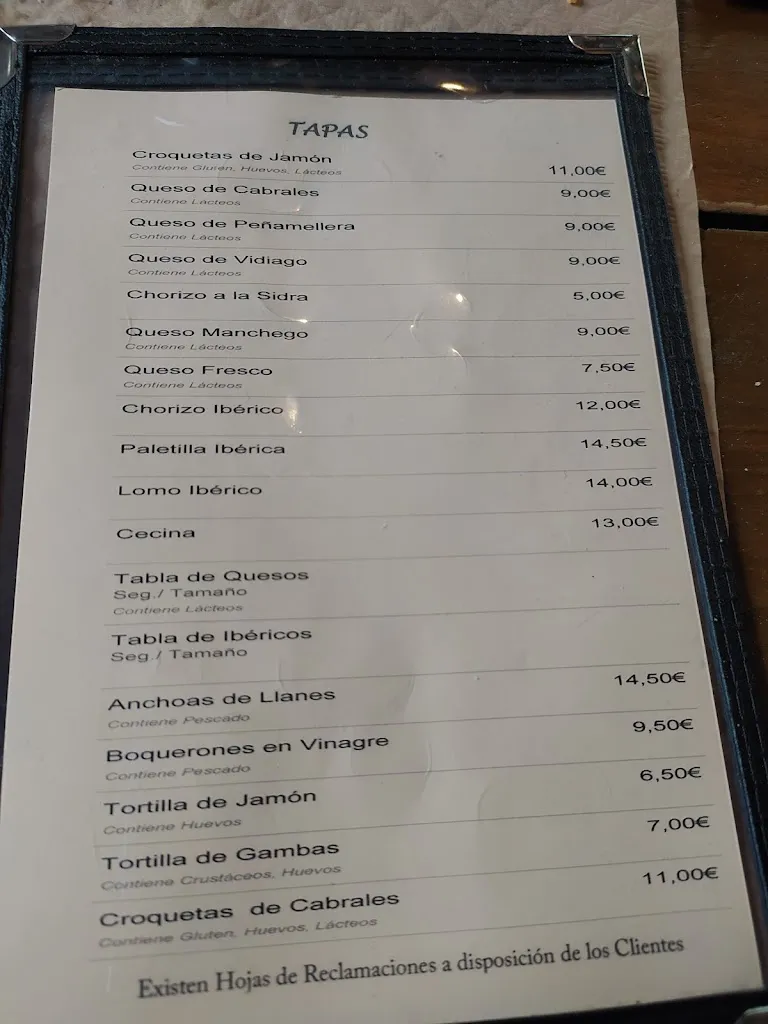 TAPAS
Croquetas de Jamón 11,00€
Contiene Gluten, Huevos, Lácteos
Queso de Cabrales 9,00€
Contiene Lácteos
Queso de Peñamellera 9,00€
Contiene Lácteos
Queso de Vidiago 9,00€
Contiene Lácteos
Chorizo a la Sidra 5,00€
Queso Manchego 9,00€
Contiene Lácteos
Queso Fresco 7,50€
Contiene Lácteos
Chorizo Ibérico 12,00€
Paletilla Ibérica 14,50€
Lomo Ibérico 14,00€
Cecina 13,00€
Tabla de Quesos
Seg./ Tamaño
Contiene Lácteos
Tabla de Ibéricos
Seg./ Tamaño
Anchoas de Llanes 14,50€
Contiene Pescado
Boquerones en Vinagre 9,50€
Contiene Pescado
Tortilla de Jamón 6,50€
Contiene Huevos
Tortilla de Gambas 7,00€
Contiene Crustáceos, Huevos
Croquetas de Cabrales 11,00€
Contiene Gluten, Huevos, Lácteos
Existen Hojas de Reclamaciones a disposición de los Clientes